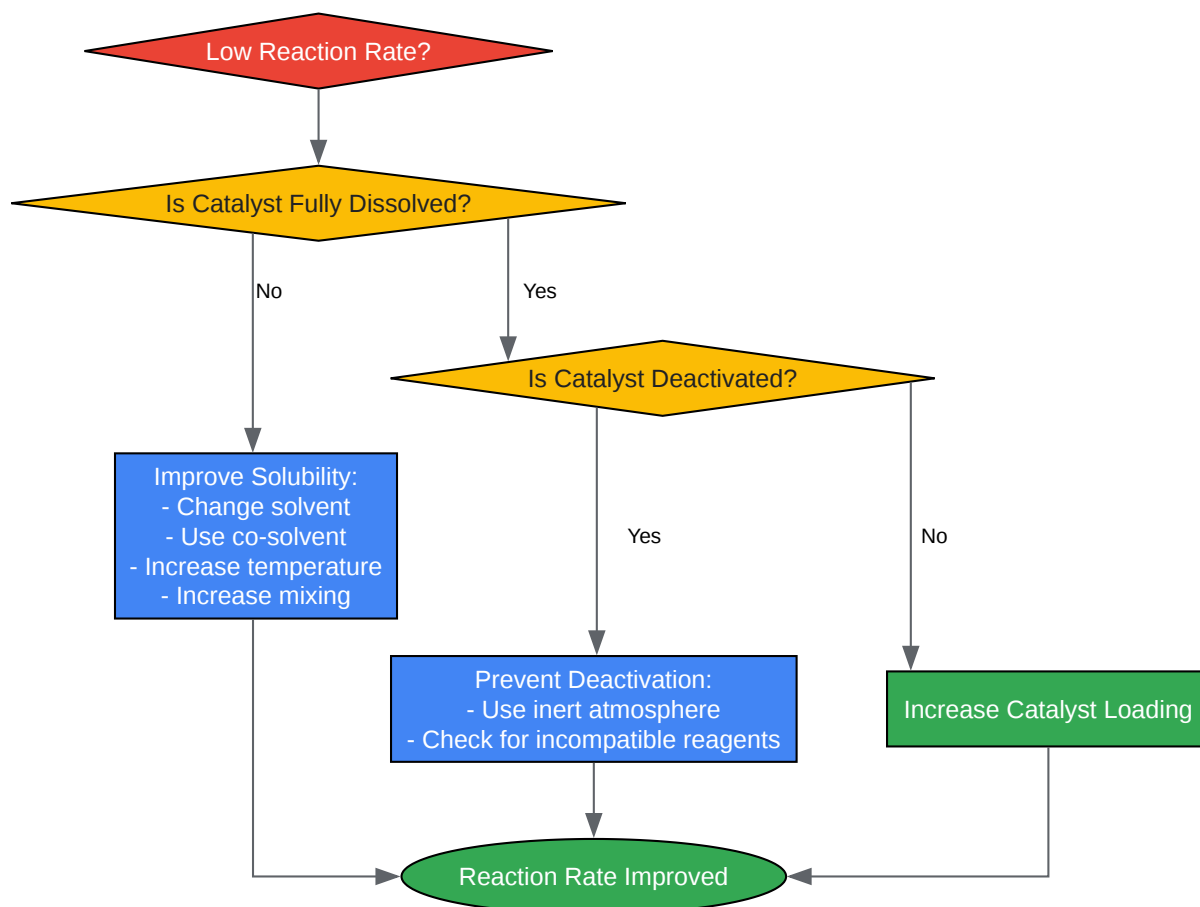 Low Reaction Rate?
Is Catalyst Fully Dissolved?
No
Yes
Is Catalyst Deactivated?
Improve Solubility:
- Change solvent
- Use co-solvent
- Increase temperature
- Increase mixing
Yes
No
Prevent Deactivation:
- Use inert atmosphere
- Check for incompatible reagents
Increase Catalyst Loading
Reaction Rate Improved